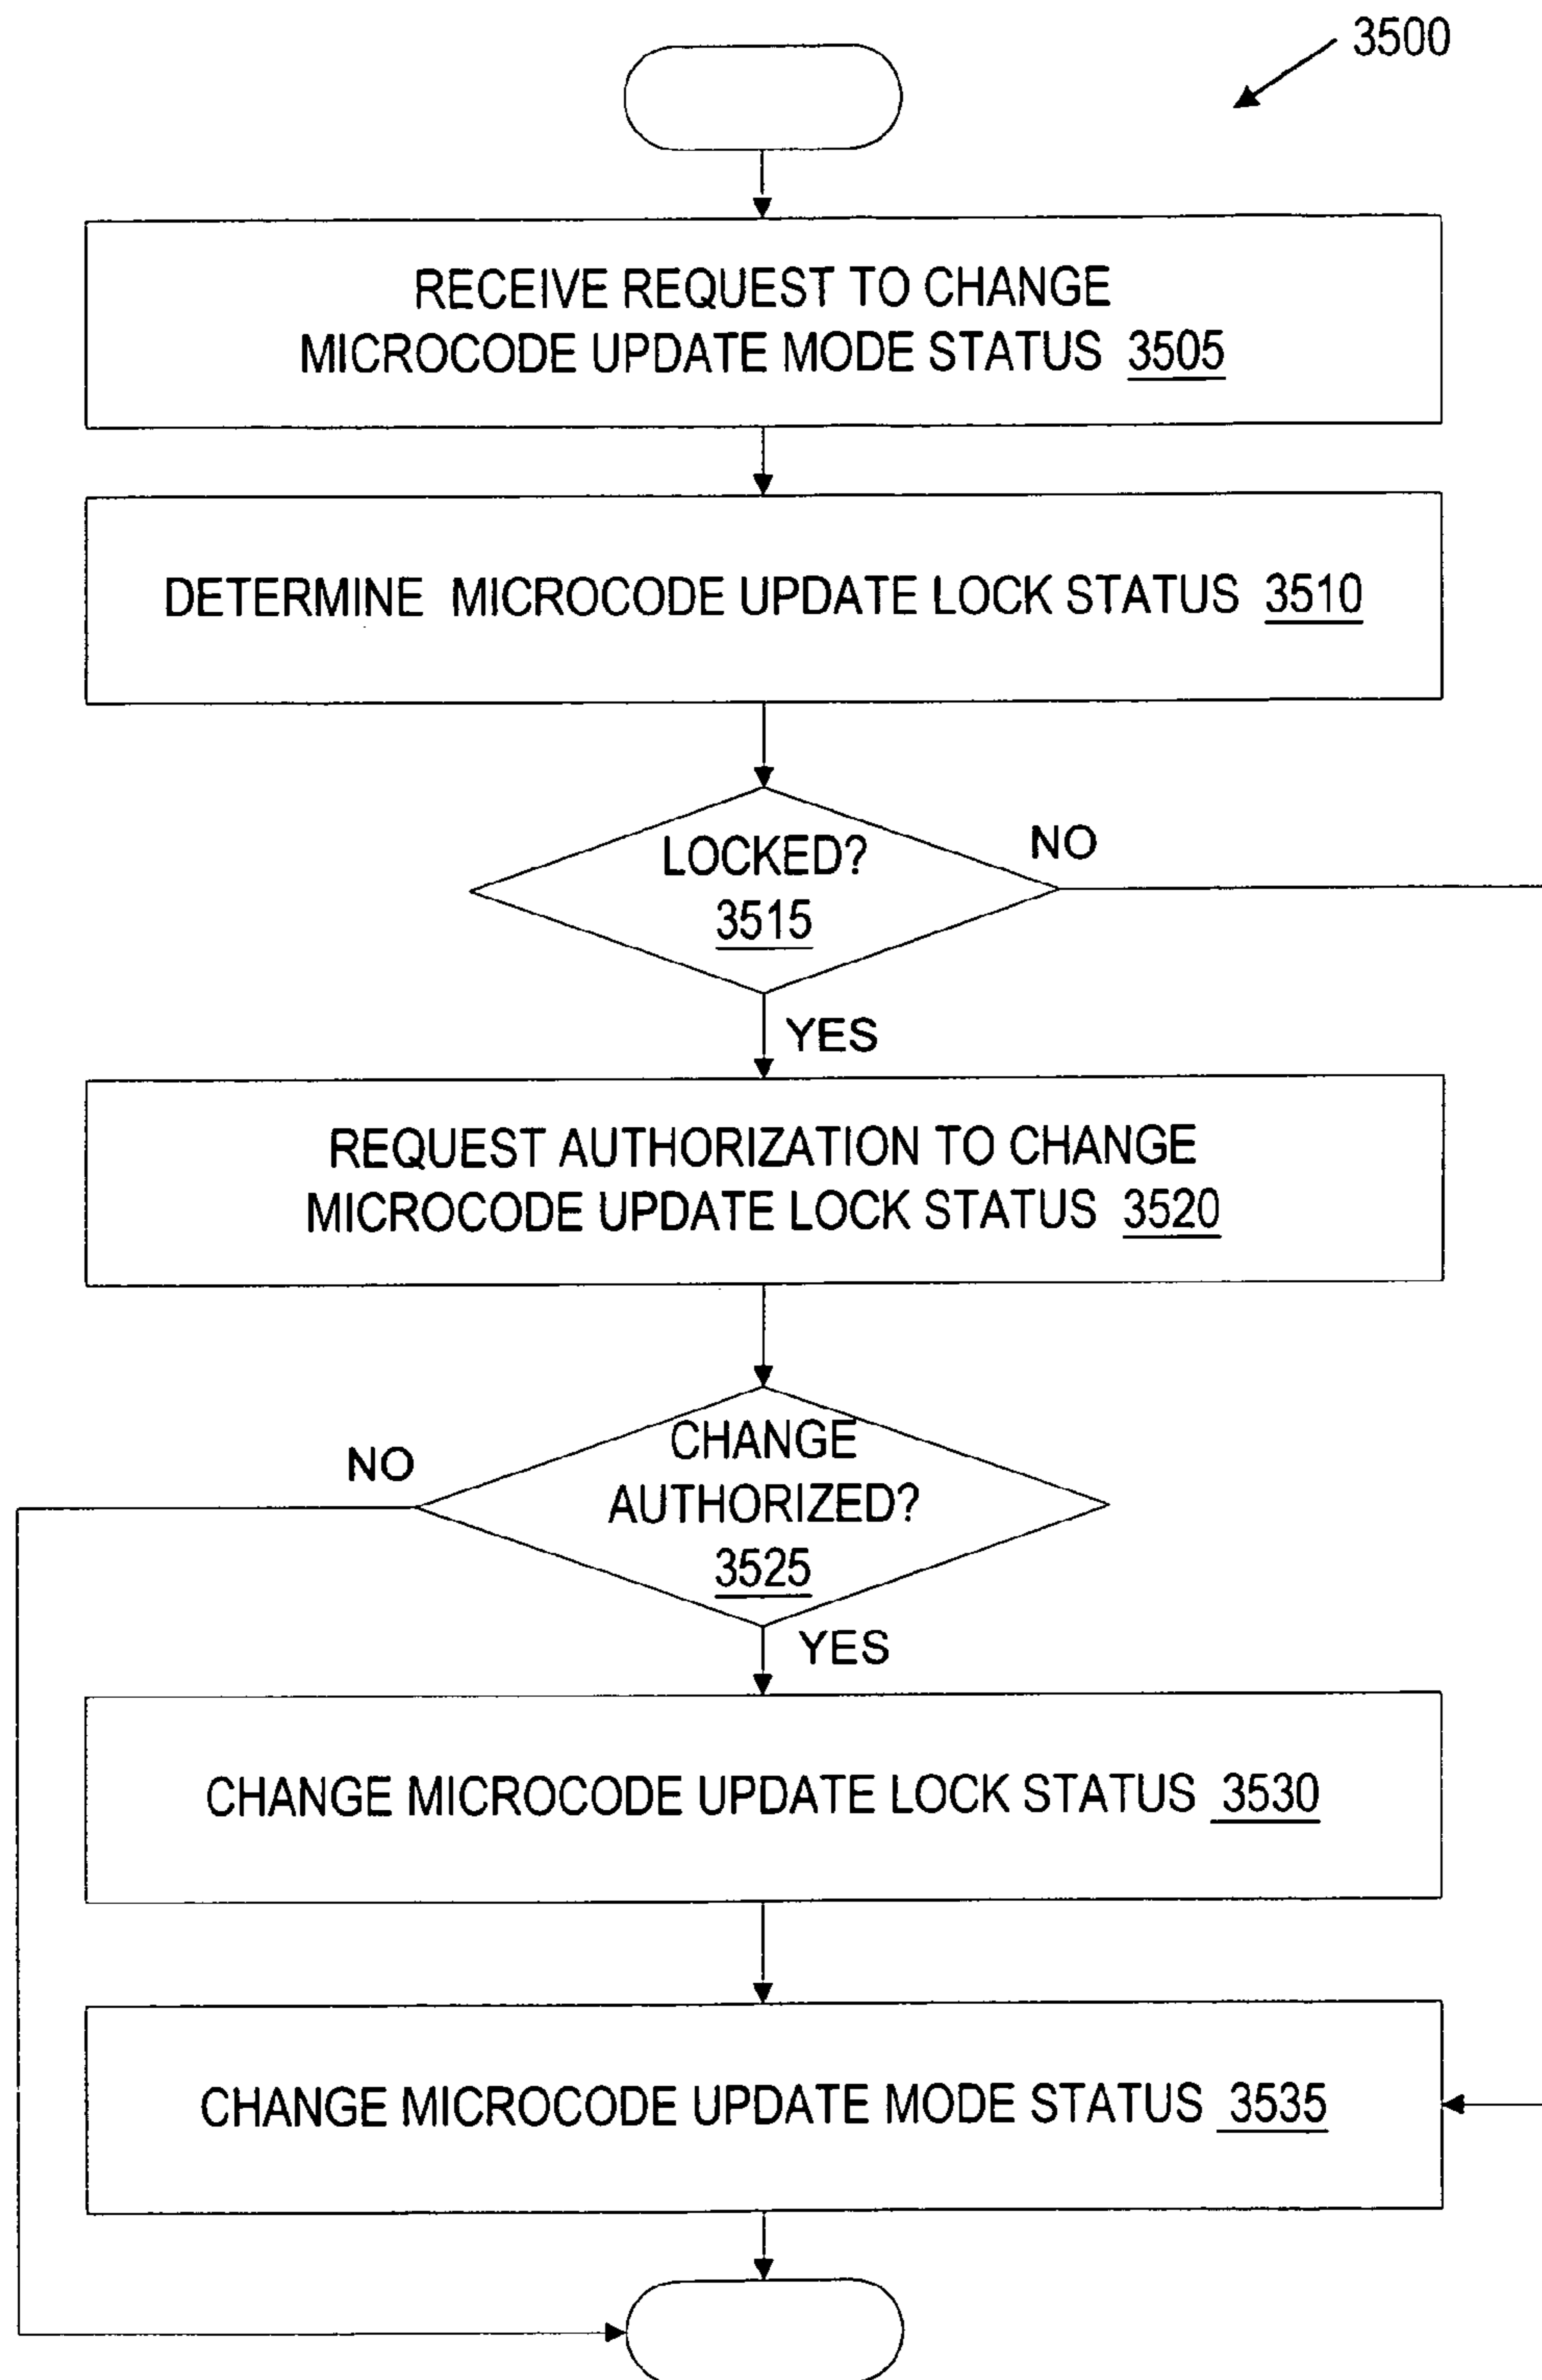 3500
RECEIVE REQUEST TO CHANGE
MICROCODE UPDATE MODE STATUS 3505
DETERMINE MICROCODE UPDATE LOCK STATUS 3510
LOCKED?
3515
NO
YES
REQUEST AUTHORIZATION TO CHANGE
MICROCODE UPDATE LOCK STATUS 3520
CHANGE
AUTHORIZED?
3525
NO
YES
CHANGE MICROCODE UPDATE LOCK STATUS 3530
CHANGE MICROCODE UPDATE MODE STATUS 3535